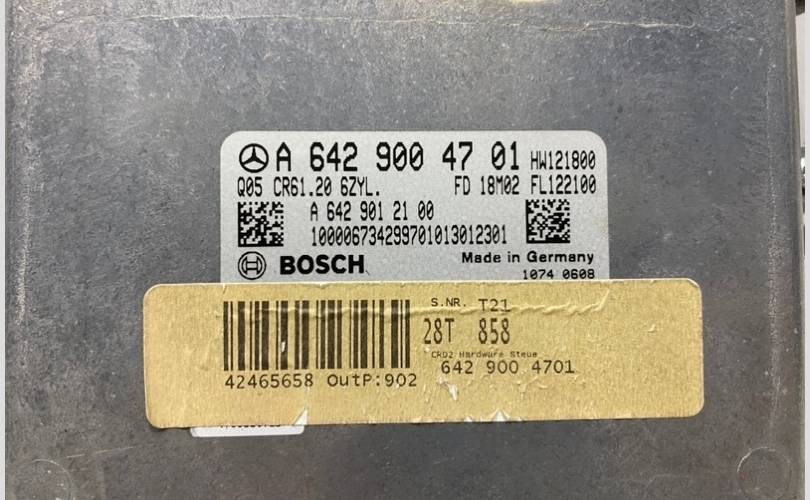 A 642 900 47 01 HW121800
Q05 CR61.20 6ZYL. FD 18M02 FL122100
A 642 901 21 00
100006734299701013012301
BOSCH
Made in Germany
1074 0608
S.NR. T21
28T 858
CRD2 Hardware Steue
642 900 4701
42465658 OutP:902